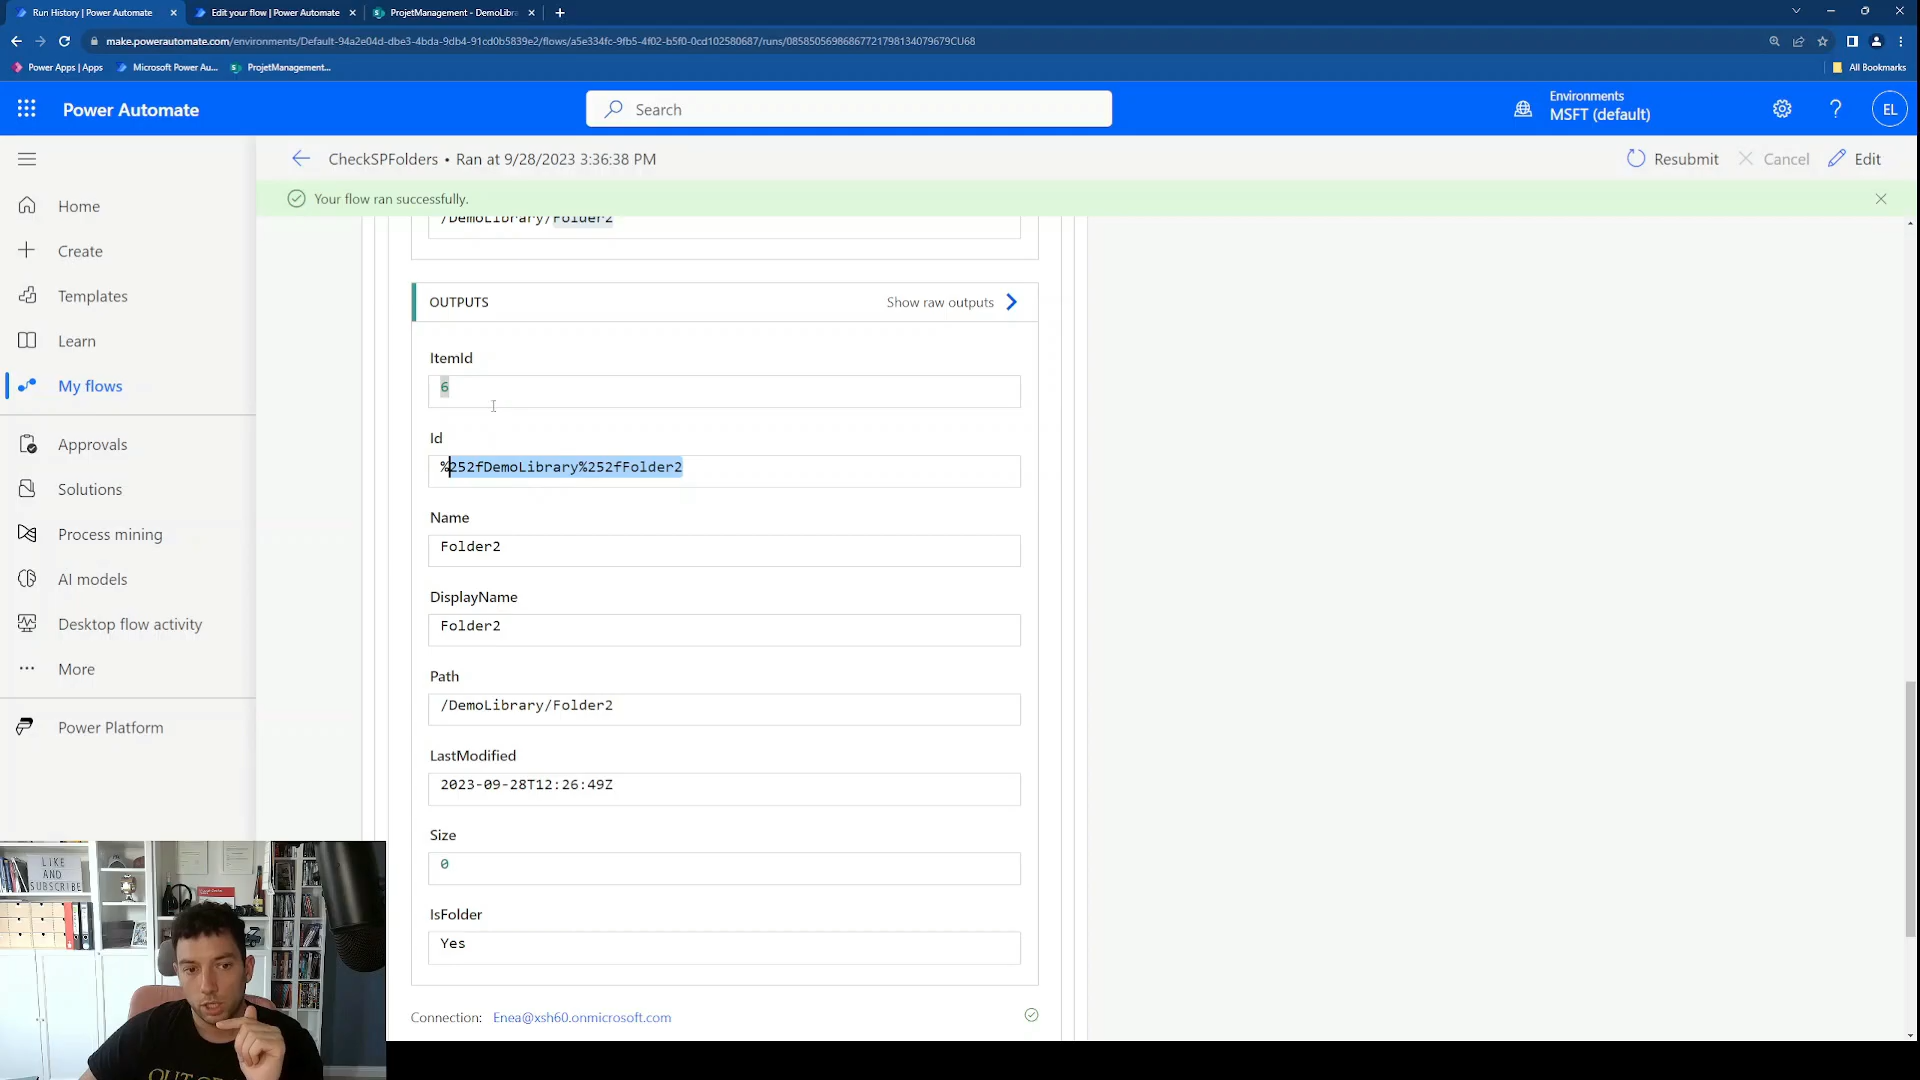 Run History | Power Automate
Edit your flow | Power Automate
ProjetManagement - DemoLibra
make.powerautomate.com/environments/Default-94a2e04d-dbe3-4bda-9db4-91cd0b5839e2/flows/a5e334fc-9fb5-4f02-b5f0-0cd102580687/runs/08585056986867721798134079679CU68
Power Apps | Apps
Microsoft Power Au...
ProjetManagement...
All Bookmarks
Power Automate
Search
Environments
MSFT (default)
EL
CheckSPFolders • Ran at 9/28/2023 3:36:38 PM
Resubmit
Cancel
Edit
Your flow ran successfully.
Home
Create
Templates
Learn
My flows
Approvals
Solutions
Process mining
AI models
Desktop flow activity
More
Power Platform
/DemoLibrary/Folder2
OUTPUTS
Show raw outputs
ItemId
6
Id
%252fDemoLibrary%252fFolder2
Name
Folder2
DisplayName
Folder2
Path
/DemoLibrary/Folder2
LastModified
2023-09-28T12:26:49Z
Size
0
IsFolder
Yes
Connection: Enea@xsh60.onmicrosoft.com
LIKE
AND
SUBSCRIBE